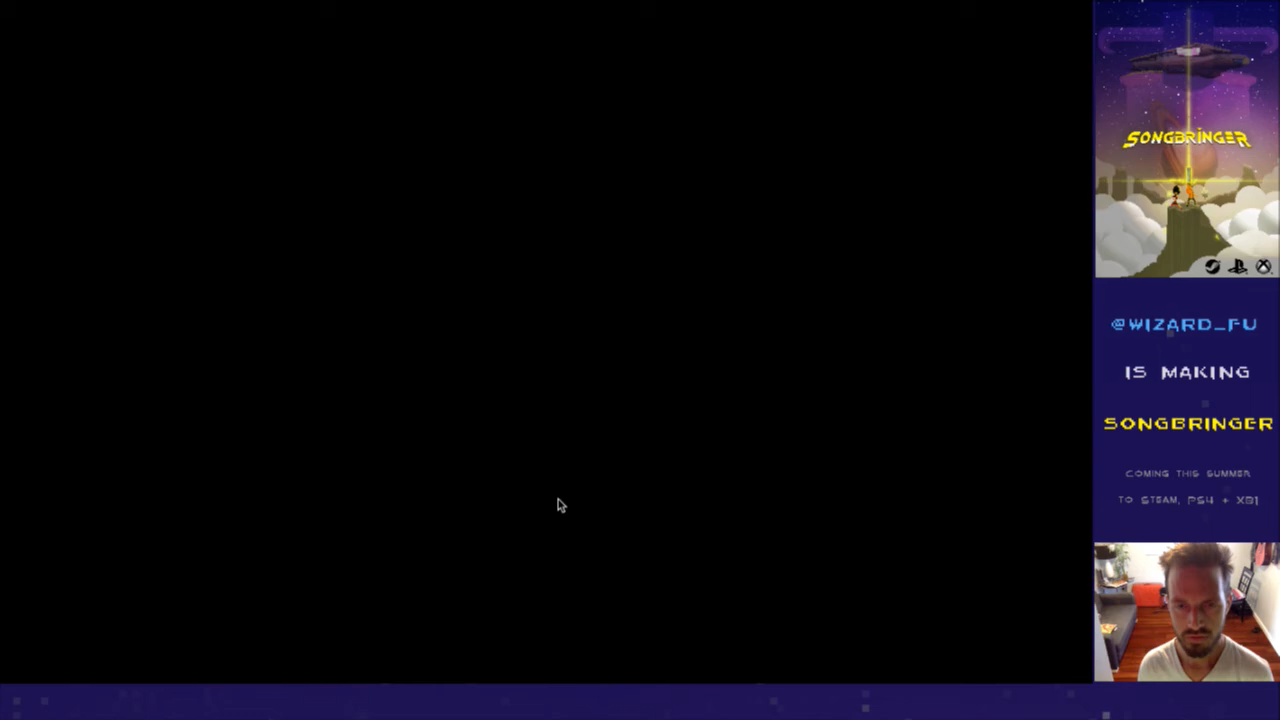 SONGBRINGER
@WIZARD_FU
IS MAKING
SONGBRINGER
COMING THIS SUMMER
TO STEAM, PS4 + XB1